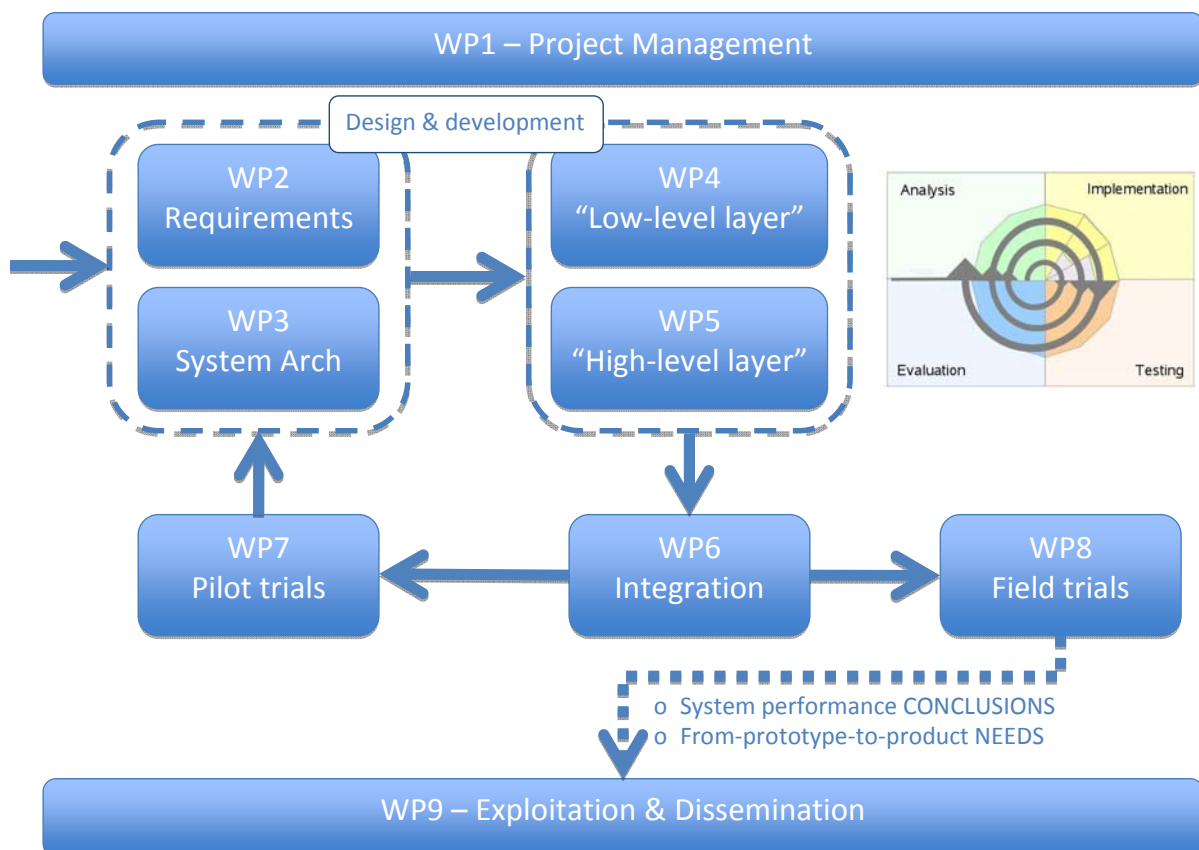 WP1 – Project Management
Design & development
WP2
Requirements
WP3
System Arch
WP4
“Low-level layer”
WP5
“High-level layer”
Analysis
Implementation
Evaluation
Testing
WP7
Pilot trials
WP6
Integration
WP8
Field trials
o System performance CONCLUSIONS
o From-prototype-to-product NEEDS
WP9 – Exploitation & Dissemination